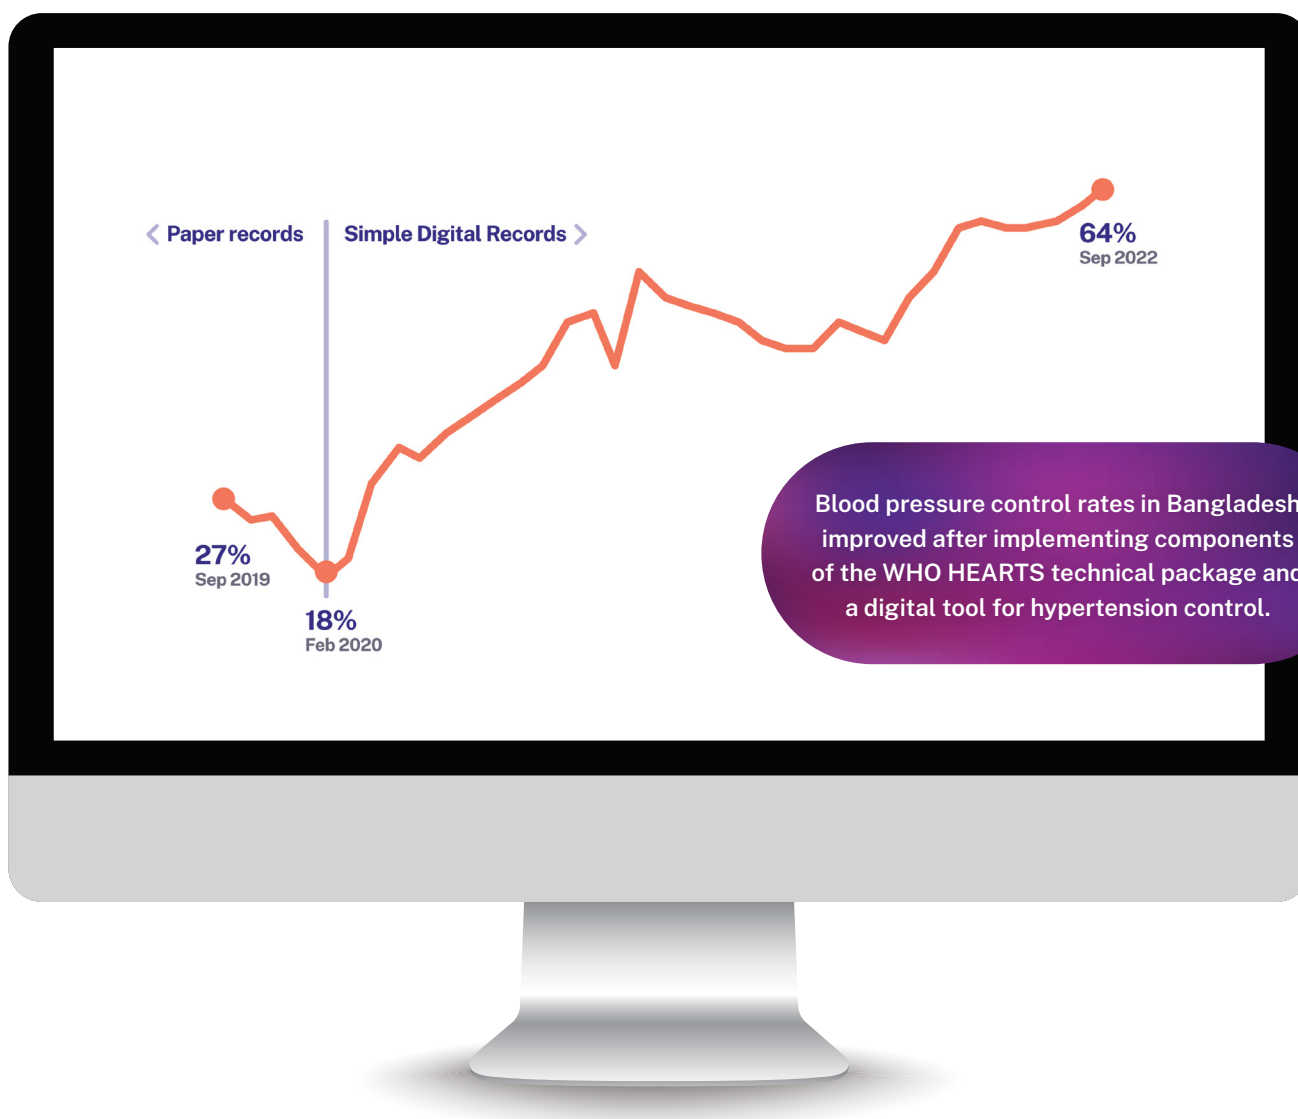 Paper records
Simple Digital Records
64%
Sep 2022
27%
Sep 2019
18%
Feb 2020
Blood pressure control rates in Bangladesh
improved after implementing components
of the WHO HEARTS technical package and
a digital tool for hypertension control.